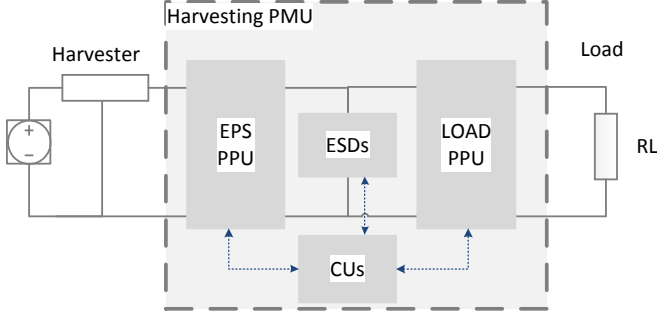 Harvesting PMU
Harvester
Load
EPS
PPU
ESDs
LOAD
PPU
RL
CUs